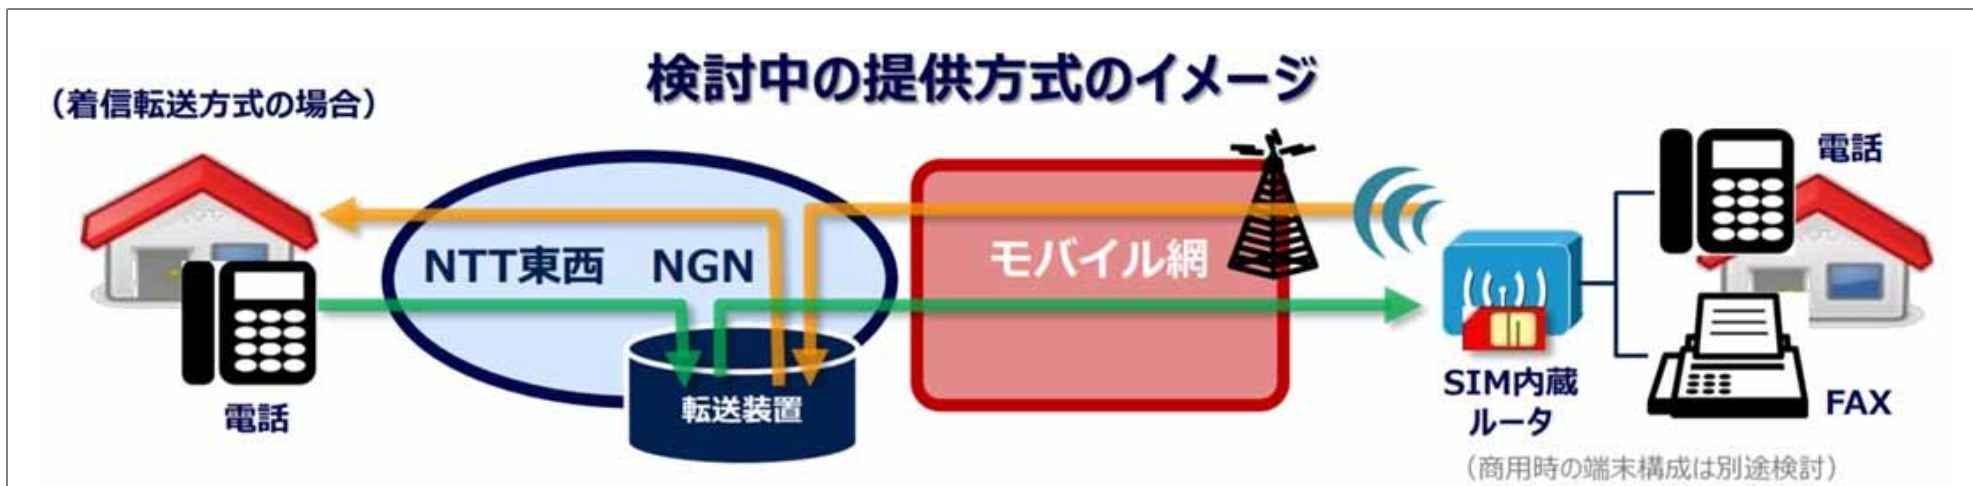 検討中の提供方式のイメージ
（着信転送方式の場合）
電話
NTT東西 NGN
転送装置
モバイル網
SIM内蔵
ルータ
電話
FAX
（商用時の端末構成は別途検討）